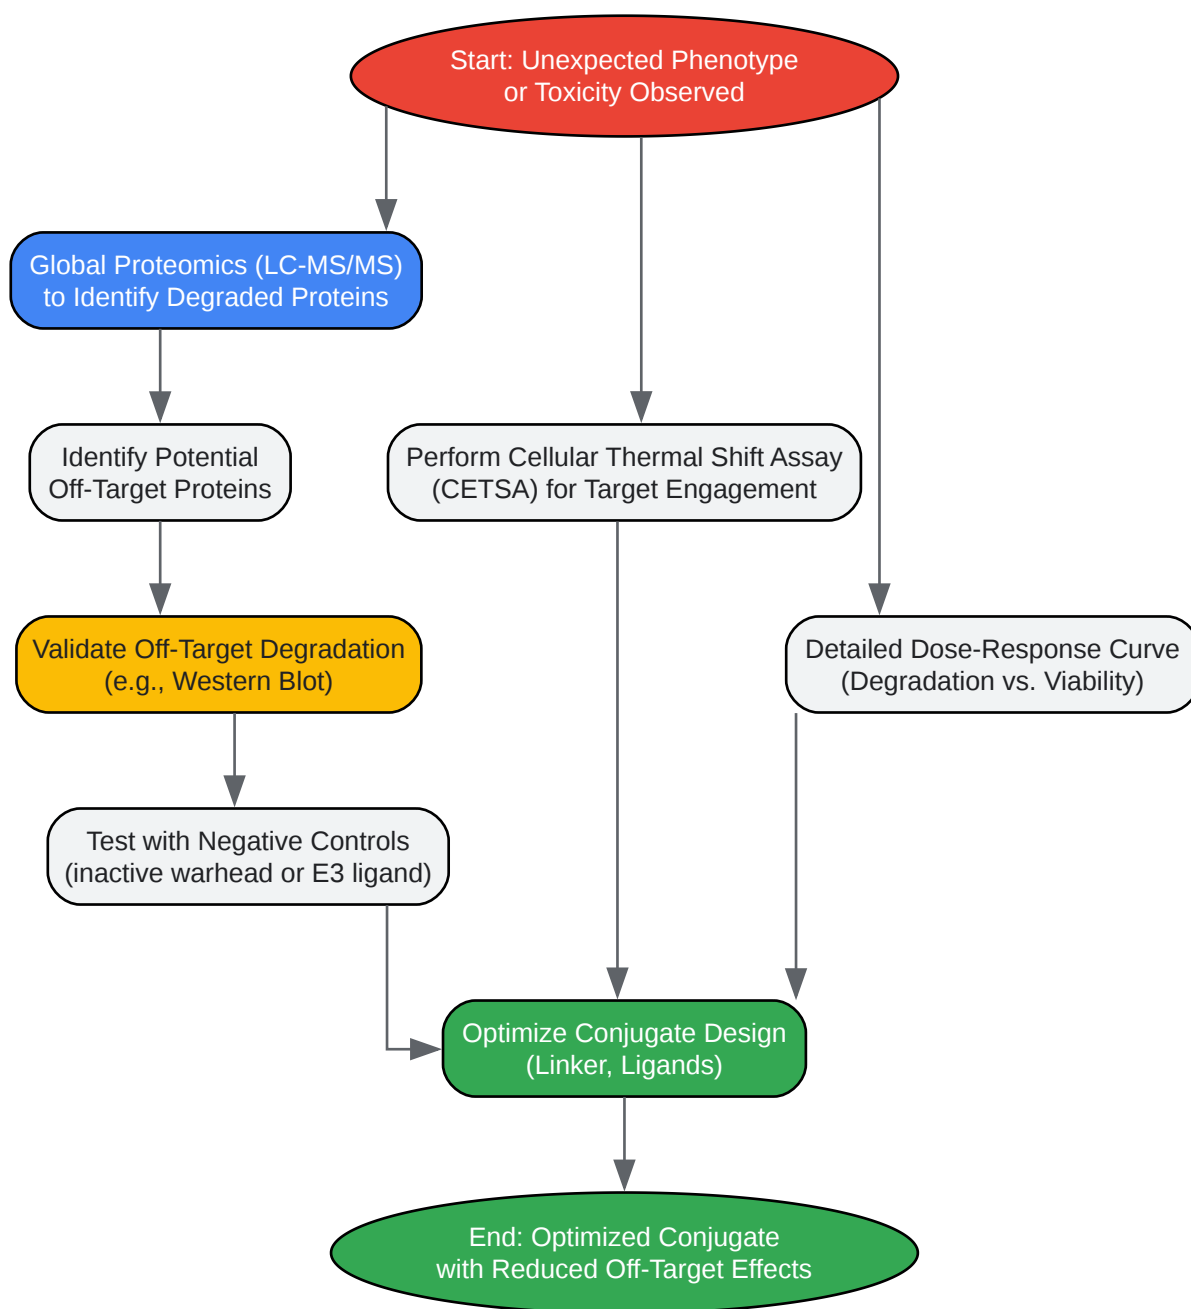 Start: Unexpected Phenotype
or Toxicity Observed
Global Proteomics (LC-MS/MS)
to Identify Degraded Proteins
Identify Potential
Off-Target Proteins
Perform Cellular Thermal Shift Assay
(CETSA) for Target Engagement
Validate Off-Target Degradation
(e.g., Western Blot)
Detailed Dose-Response Curve
(Degradation vs. Viability)
Test with Negative Controls
(inactive warhead or E3 ligand)
Optimize Conjugate Design
(Linker, Ligands)
End: Optimized Conjugate
with Reduced Off-Target Effects